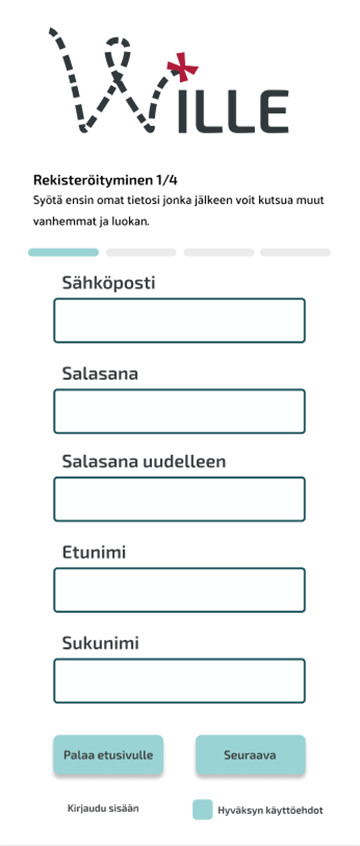 WILLE
Rekisteröityminen 1/4
Syötä ensin omat tietosi jonka jälkeen voit kutsua muut
vanhemmat ja luokan.
Sähköposti
Salasana
Salasana uudelleen
Etunimi
Sukunimi
Palaa etusivulle
Seuraava
Kirjaudu sisään
Hyväksyn käyttöehdot